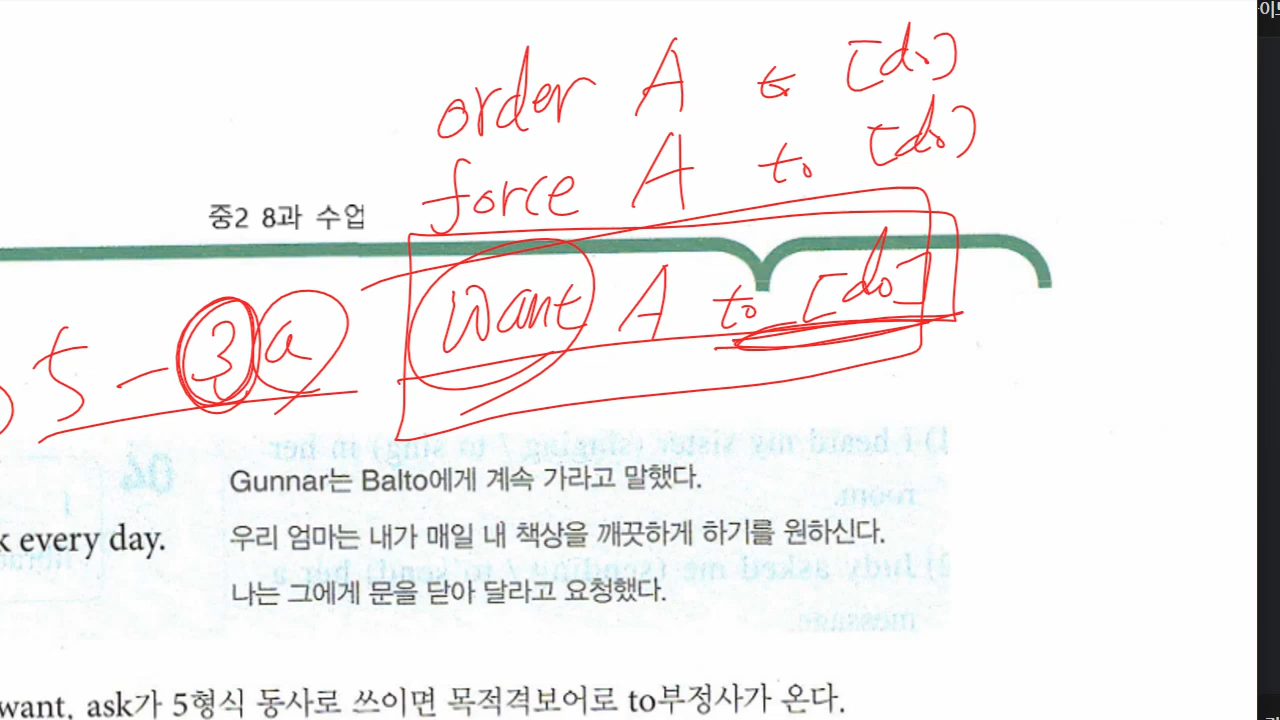 order A to [do]
force A to [do]
중2 8과 수업
want A to [do]
5 - 3 a
Gunnar는 Balto에게 계속 가라고 말했다.
every day. 우리 엄마는 내가 매일 내 책상을 깨끗하게 하기를 원하신다.
나는 그에게 문을 닫아 달라고 요청했다.
want, ask가 5형식 동사로 쓰이면 목적격보어로 to부정사가 온다.